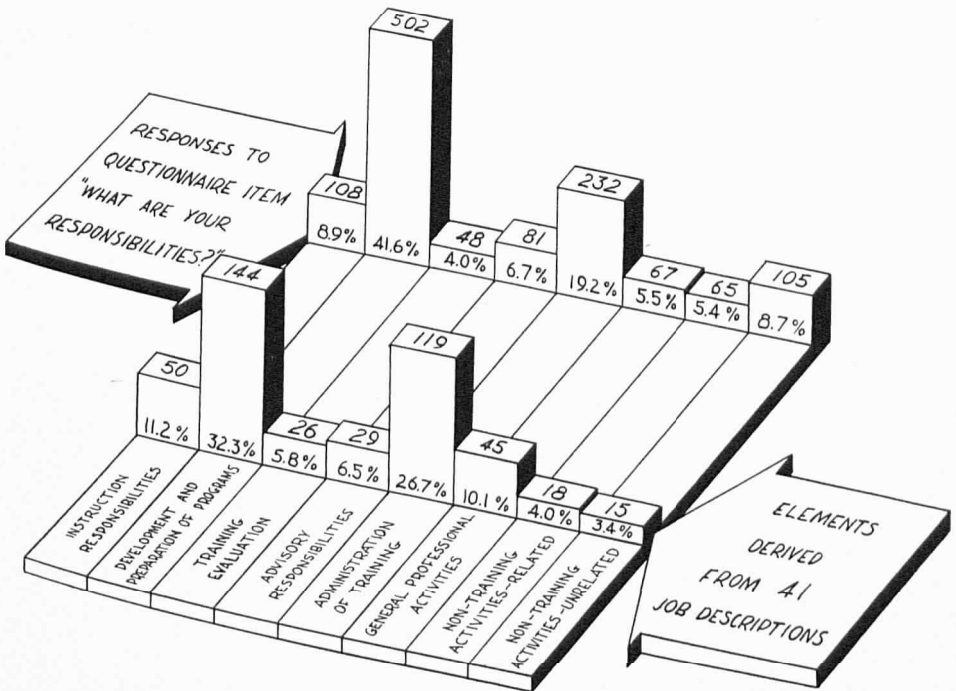 RESPONSES TO
QUESTIONNAIRE ITEM
"WHAT ARE YOUR
RESPONSIBILITIES?"
502
108
48
81
232
67
65
105
8.9%
41.6%
4.0%
6.7%
19.2%
5.5%
5.4%
8.7%
144
50
26
29
119
45
18
15
11.2%
32.3%
5.8%
6.5%
26.7%
10.1%
4.0%
3.4%
INSTRUCTION
RESPONSIBILITIES
DEVELOPMENT AND
PREPARATION OF PROGRAMS
TRAINING
EVALUATION
ADVISORY
RESPONSIBILITIES
ADMINISTRATION
OF TRAINING
GENERAL PROFESSIONAL
ACTIVITIES
NON-TRAINING
ACTIVITIES-RELATED
NON-TRAINING
ACTIVITIES-UNRELATED
ELEMENTS
DERIVED
FROM 41
JOB DESCRIPTIONS